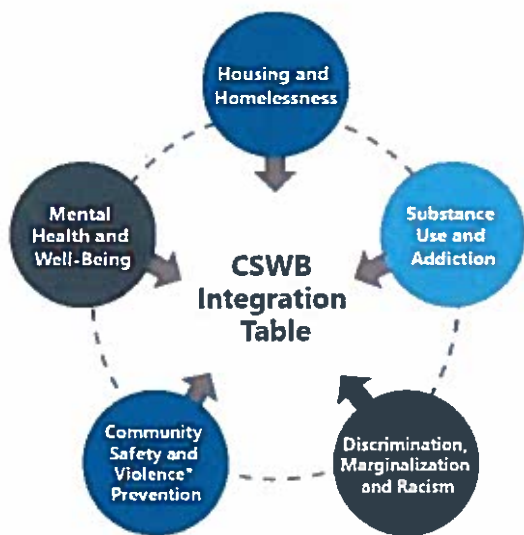 Housing and
Homelessness
Mental
Health and
Well-Being
Substance
Use and
Addiction
CSWB
Integration
Table
Community
Safety and
Violence*
Prevention
Discrimination,
Marginalization
and Racism